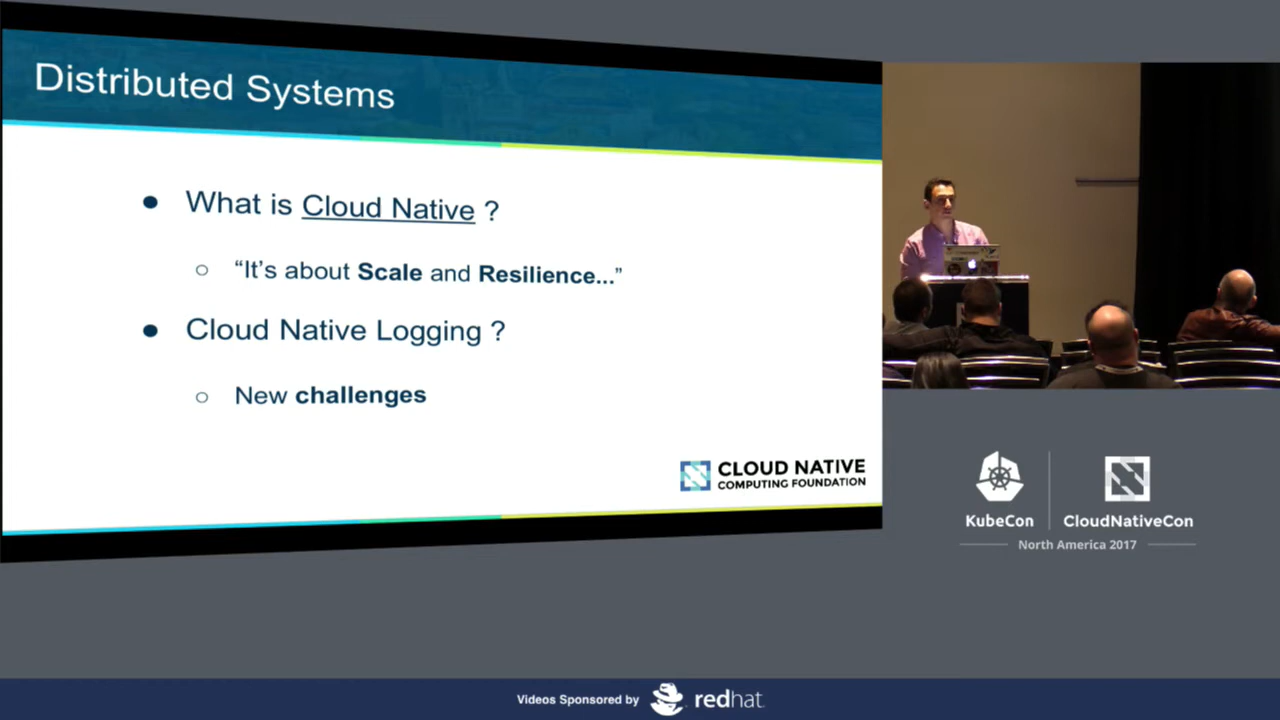 Distributed Systems
● What is Cloud Native ?
○ “It’s about Scale and Resilience...”
● Cloud Native Logging ?
○ New challenges
CLOUD NATIVE
COMPUTING FOUNDATION
KubeCon
CloudNativeCon
North America 2017
Videos Sponsored by redhat.